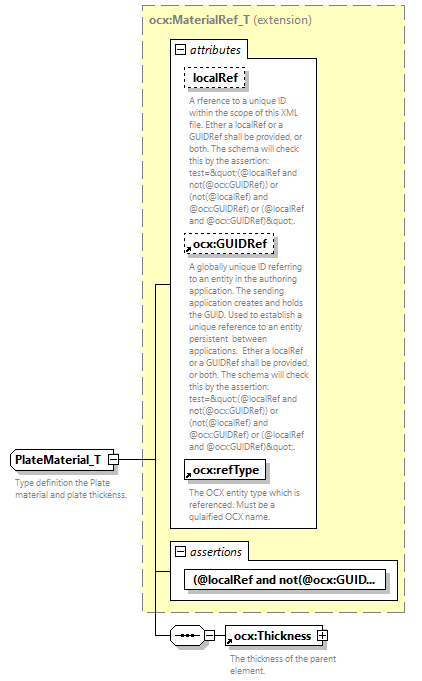 ocx:MaterialRef_T (extension)
attributes
localRef
A rference to a unique ID
within the scope of this XML
file. Ether a localRef or a
GUIDRef shall be provided, or
both. The schema will check
this by the assertion:
test=&quot;(@localRef and
not(@ocx:GUIDRef)) or
(not(@localRef) and
@ocx:GUIDRef) or (@localRef
and @ocx:GUIDRef)&quot;.
ocx:GUIDRef
A globally unique ID referring
to an entity in the authoring
application. The sending
application creates and holds
the GUID. Used to establish a
unique reference to an entity
persistent between
applications. Ether a localRef
or a GUIDRef shall be provided,
or both. The schema will check
this by the assertion:
test=&quot;(@localRef and
not(@ocx:GUIDRef)) or
(not(@localRef) and
@ocx:GUIDRef) or (@localRef
and @ocx:GUIDRef)&quot;.
PlateMaterial_T
Type definition the Plate
material and plate thickenss.
ocx:refType
The OCX entity type which is
referenced. Must be a
qulaified OCX name.
assertions
(@localRef and not(@ocx:GUID...
ocx:Thickness
The thickness of the parent
element.